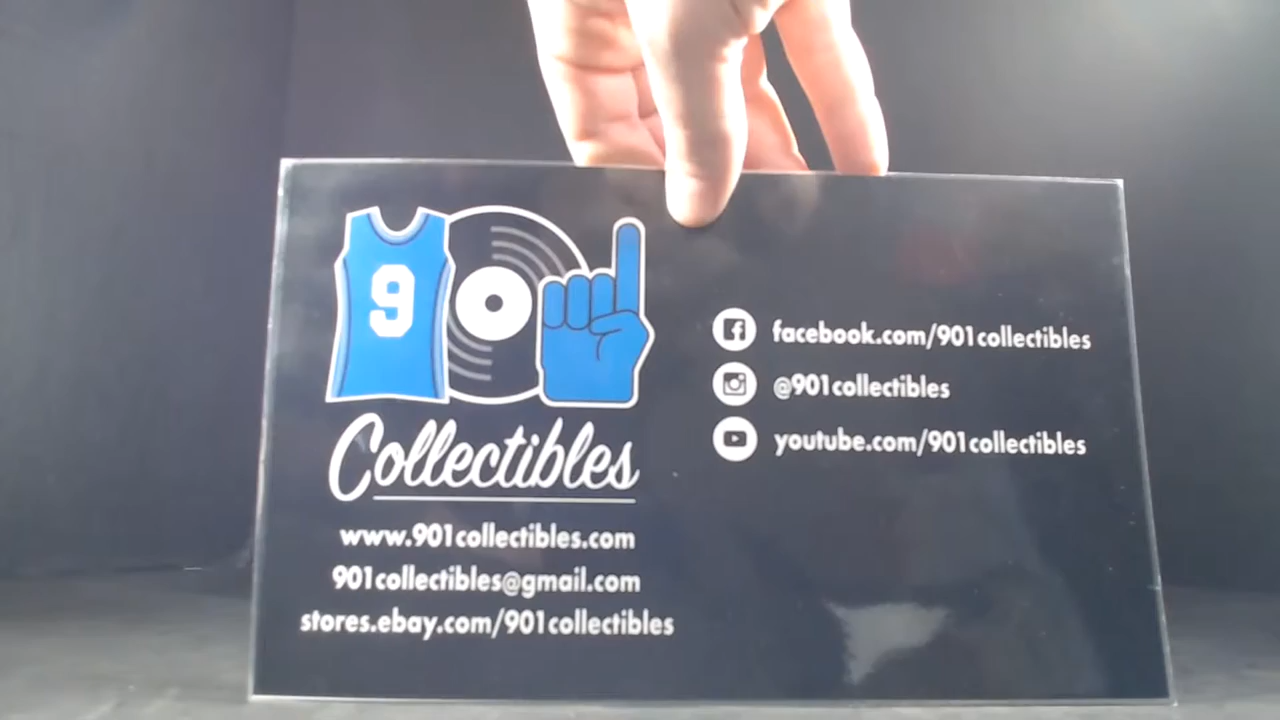 9
Collectibles
www.901collectibles.com
901collectibles@gmail.com
stores.ebay.com/901collectibles
facebook.com/901collectibles
@901collectibles
youtube.com/901collectibles